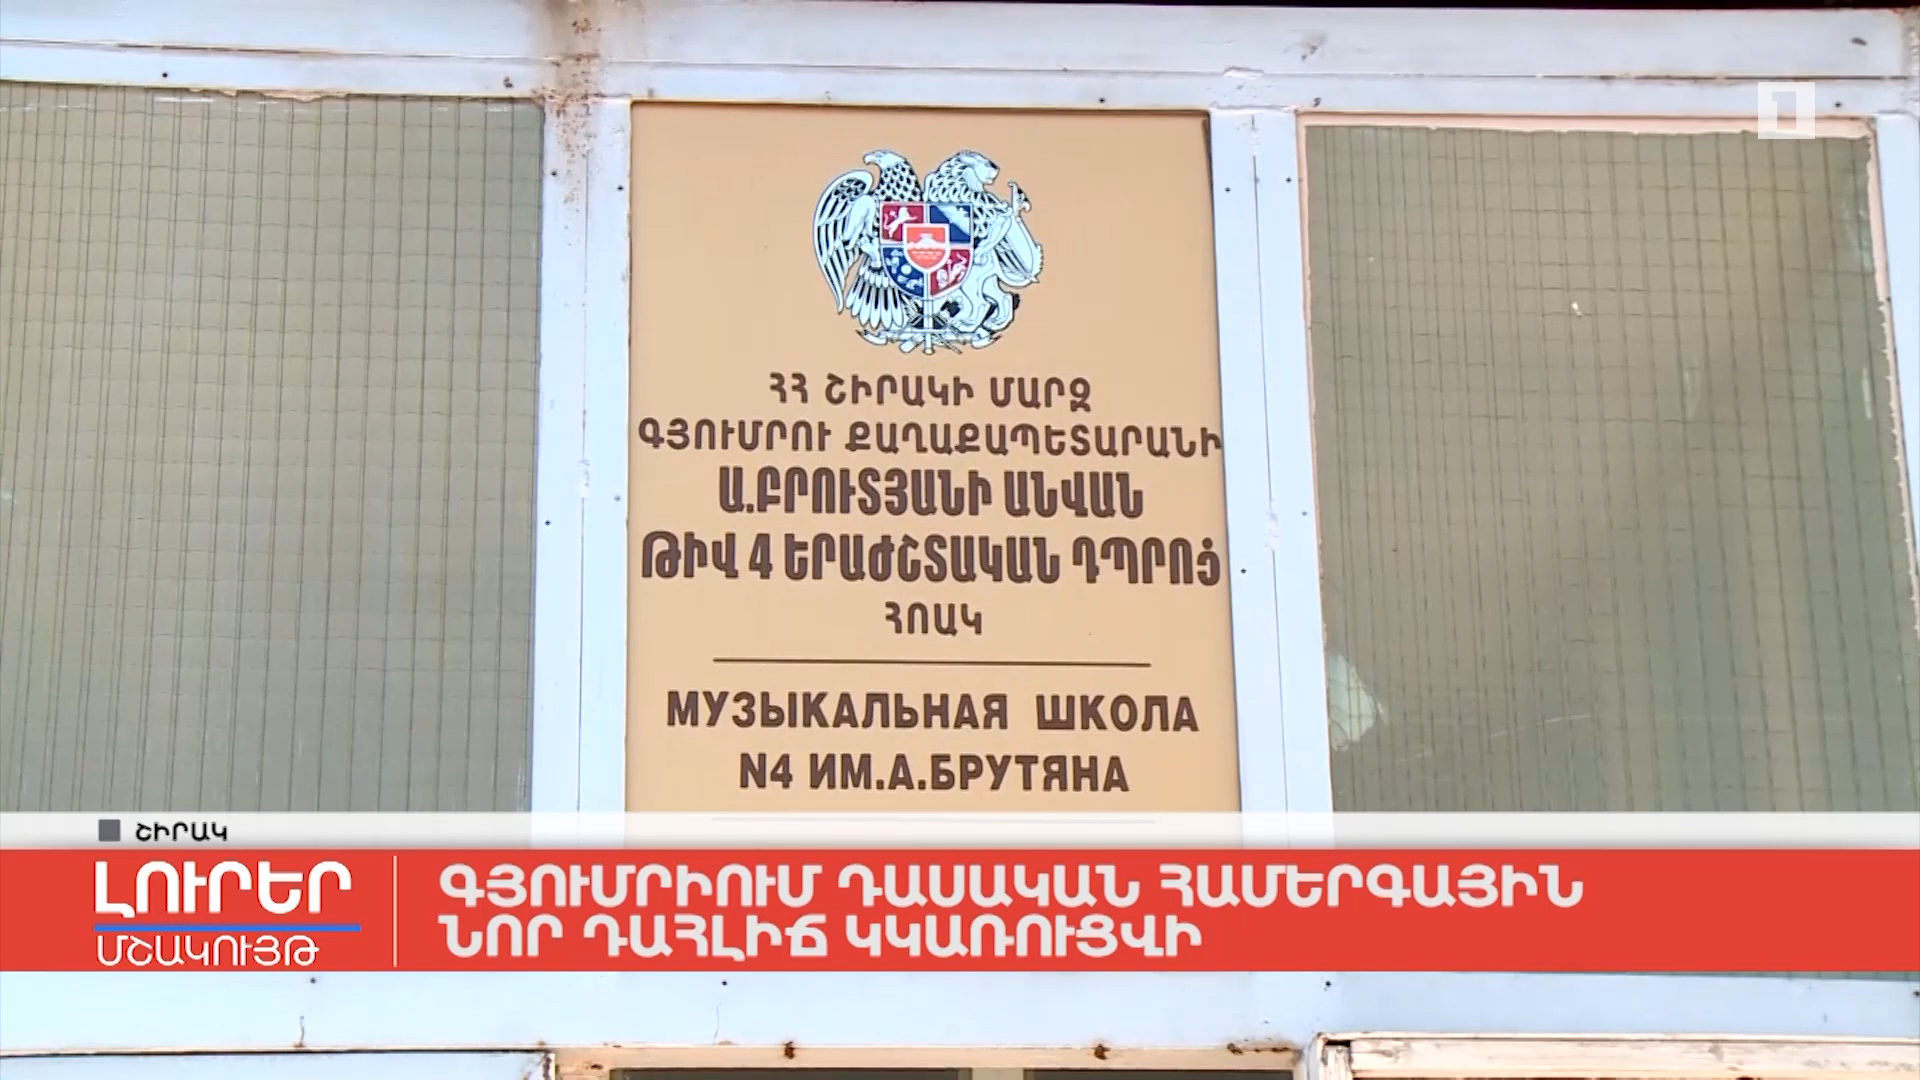 1
ՀՀ ՇԻՐԱԿԻ ՄԱՐԶ
ԳՅՈՒՄՐՈՒ ՔԱՂԱՔԱՊԵՏԱՐԱՆԻ
Ա.ԲՐՈՒՏՅԱՆԻ ԱՆՎԱՆ
ԹԻՎ 4 ԵՐԱԺՇՏԱԿԱՆ ԴՊՐՈՑ
ՀՈԱԿ
МУЗЫКАЛЬНАЯ ШКОЛА
N4 ИМ.А.БРУТЯНА
ՇԻՐԱԿ
ԼՈՒՐԵՐ
ՄՇԱԿՈՒՅԹ
ԳՅՈՒՄՐԻՈՒՄ ԴԱՍԱԿԱՆ ՀԱՄԵՐԳԱՅԻՆ
ՆՈՐ ԴԱՀԼԻՃ ԿԿԱՌՈՒՑՎԻ